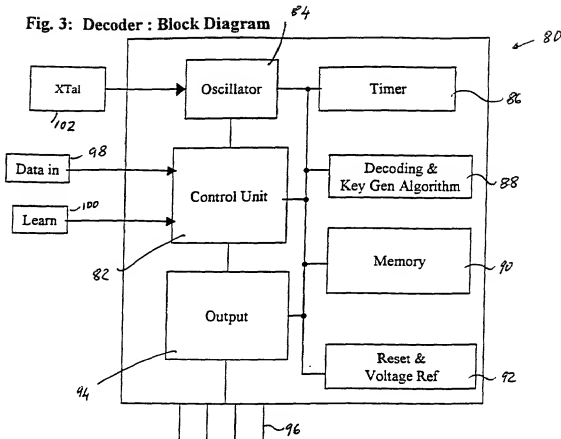 Fig. 3: Decoder : Block Diagram
84
80
XTal
102
Oscillator
Timer
86
98
Data in
Decoding &
Key Gen Algorithm
88
100
Learn
Control Unit
82
Memory
90
Output
94
Reset &
Voltage Ref
92
96